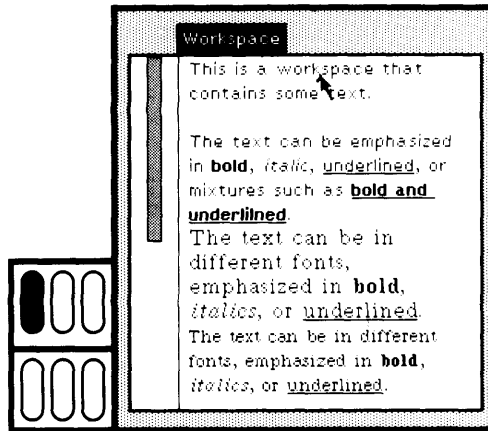 Workspace
This is a workspace that
contains some text.
The text can be emphasized
in bold, italic, underlined, or
mixtures such as bold and
underlilned.
The text can be in
different fonts,
emphasized in bold,
italics, or underlined.
The text can be in different
fonts, emphasized in bold,
italics, or underlined.